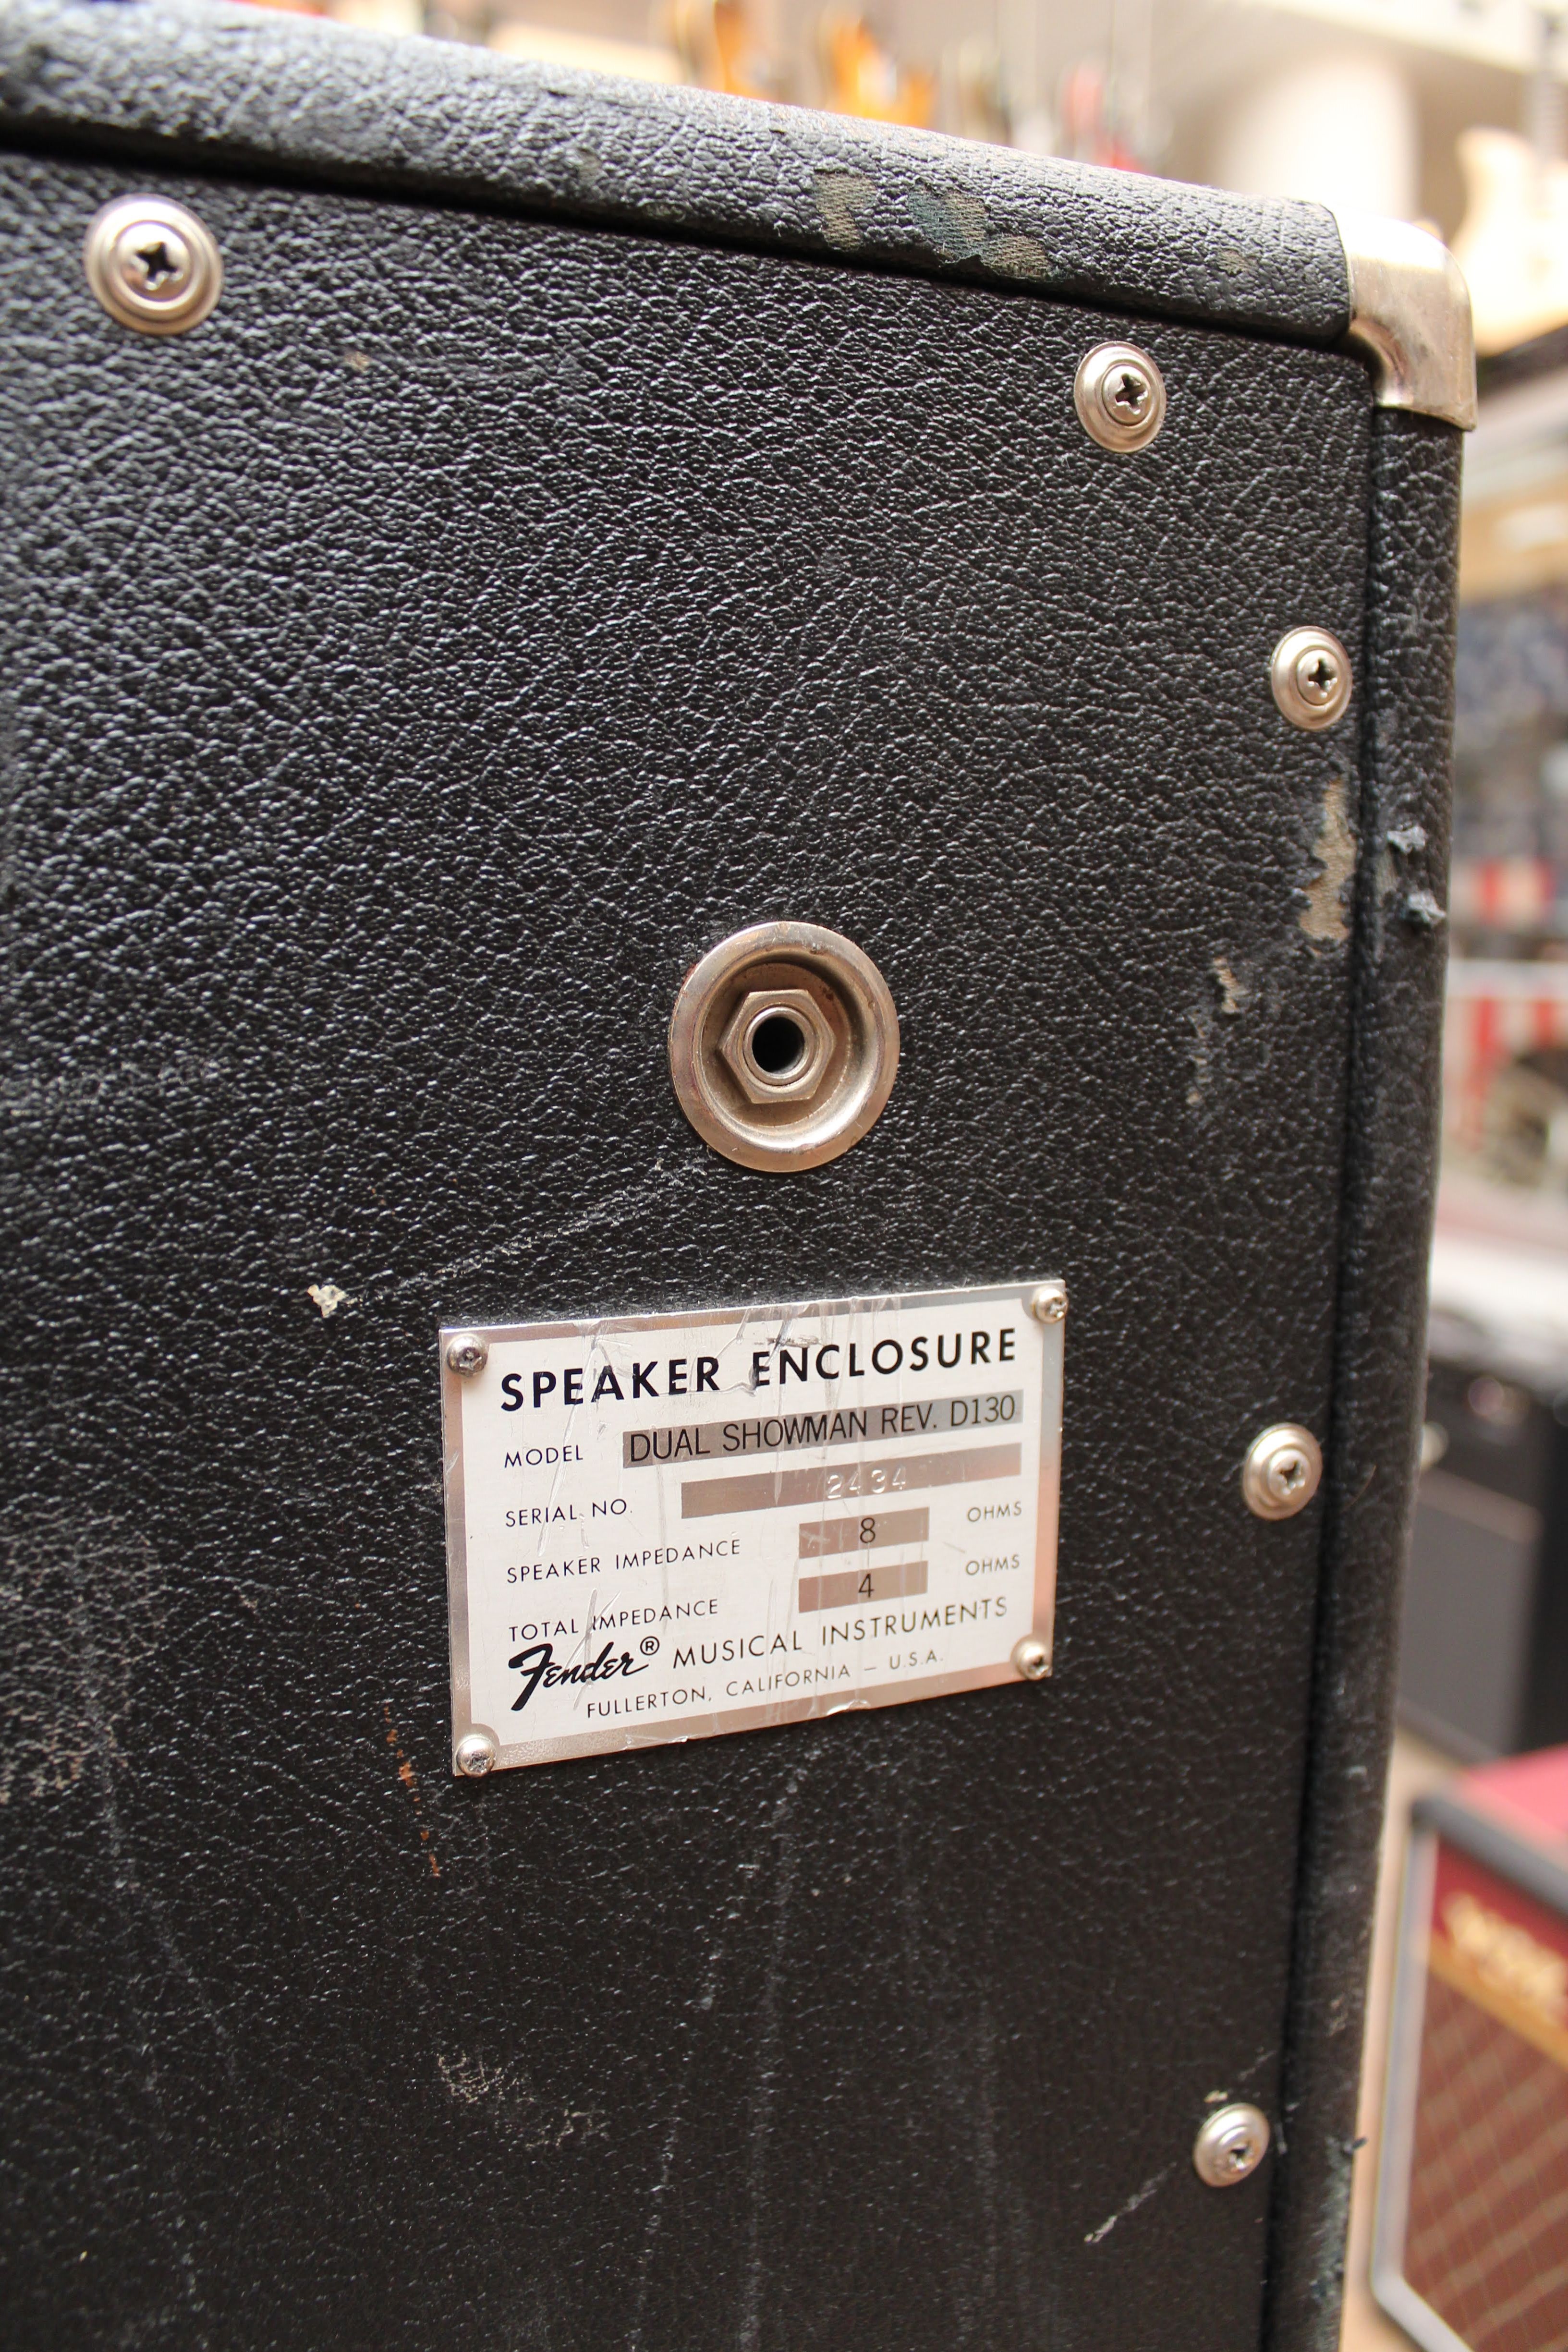 SPEAKER ENCLOSURE
MODEL DUAL SHOWMAN REV. D130
SERIAL NO. 2434
SPEAKER IMPEDANCE 8 OHMS
TOTAL IMPEDANCE 4 OHMS
Fender® MUSICAL INSTRUMENTS
FULLERTON, CALIFORNIA – U.S.A.